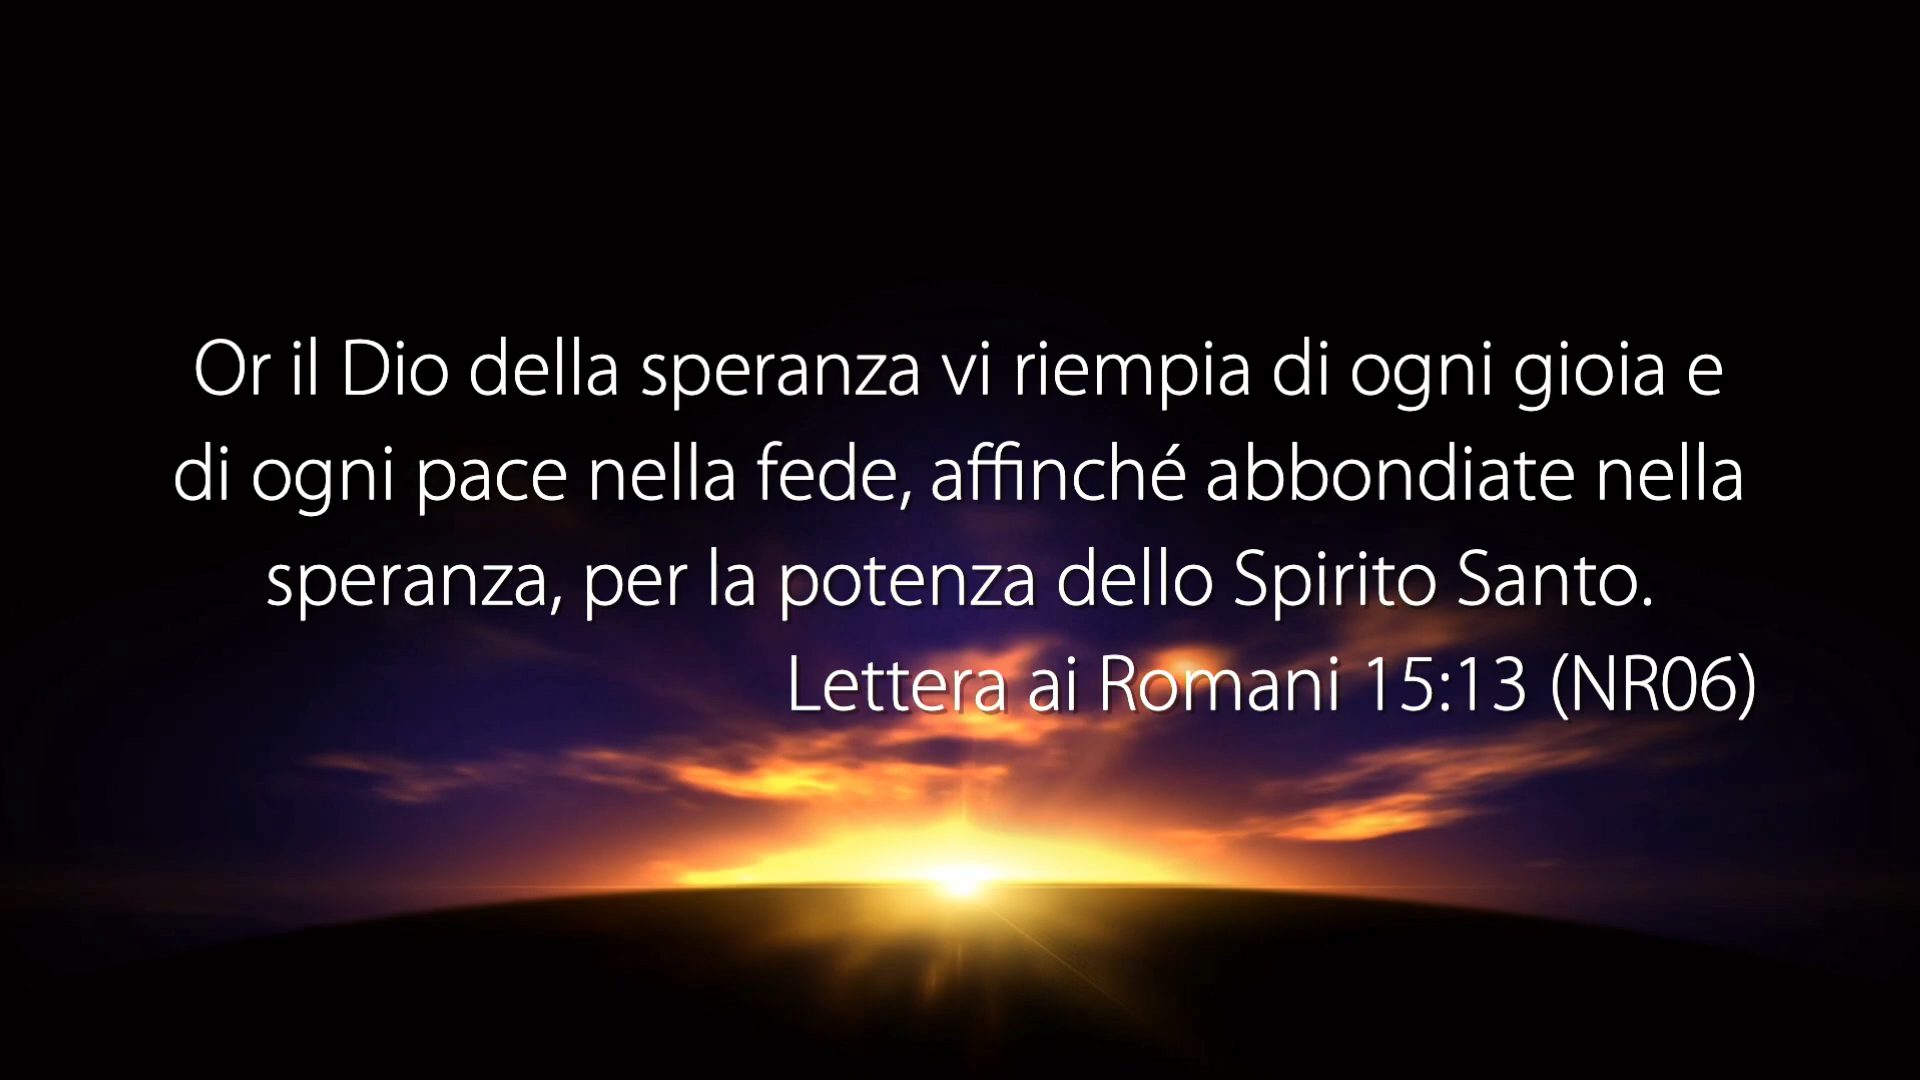 Or il Dio della speranza vi riempia di ogni gioia e
di ogni pace nella fede, affinché abbondiate nella
speranza, per la potenza dello Spirito Santo.
Lettera ai Romani 15:13 (NR06)